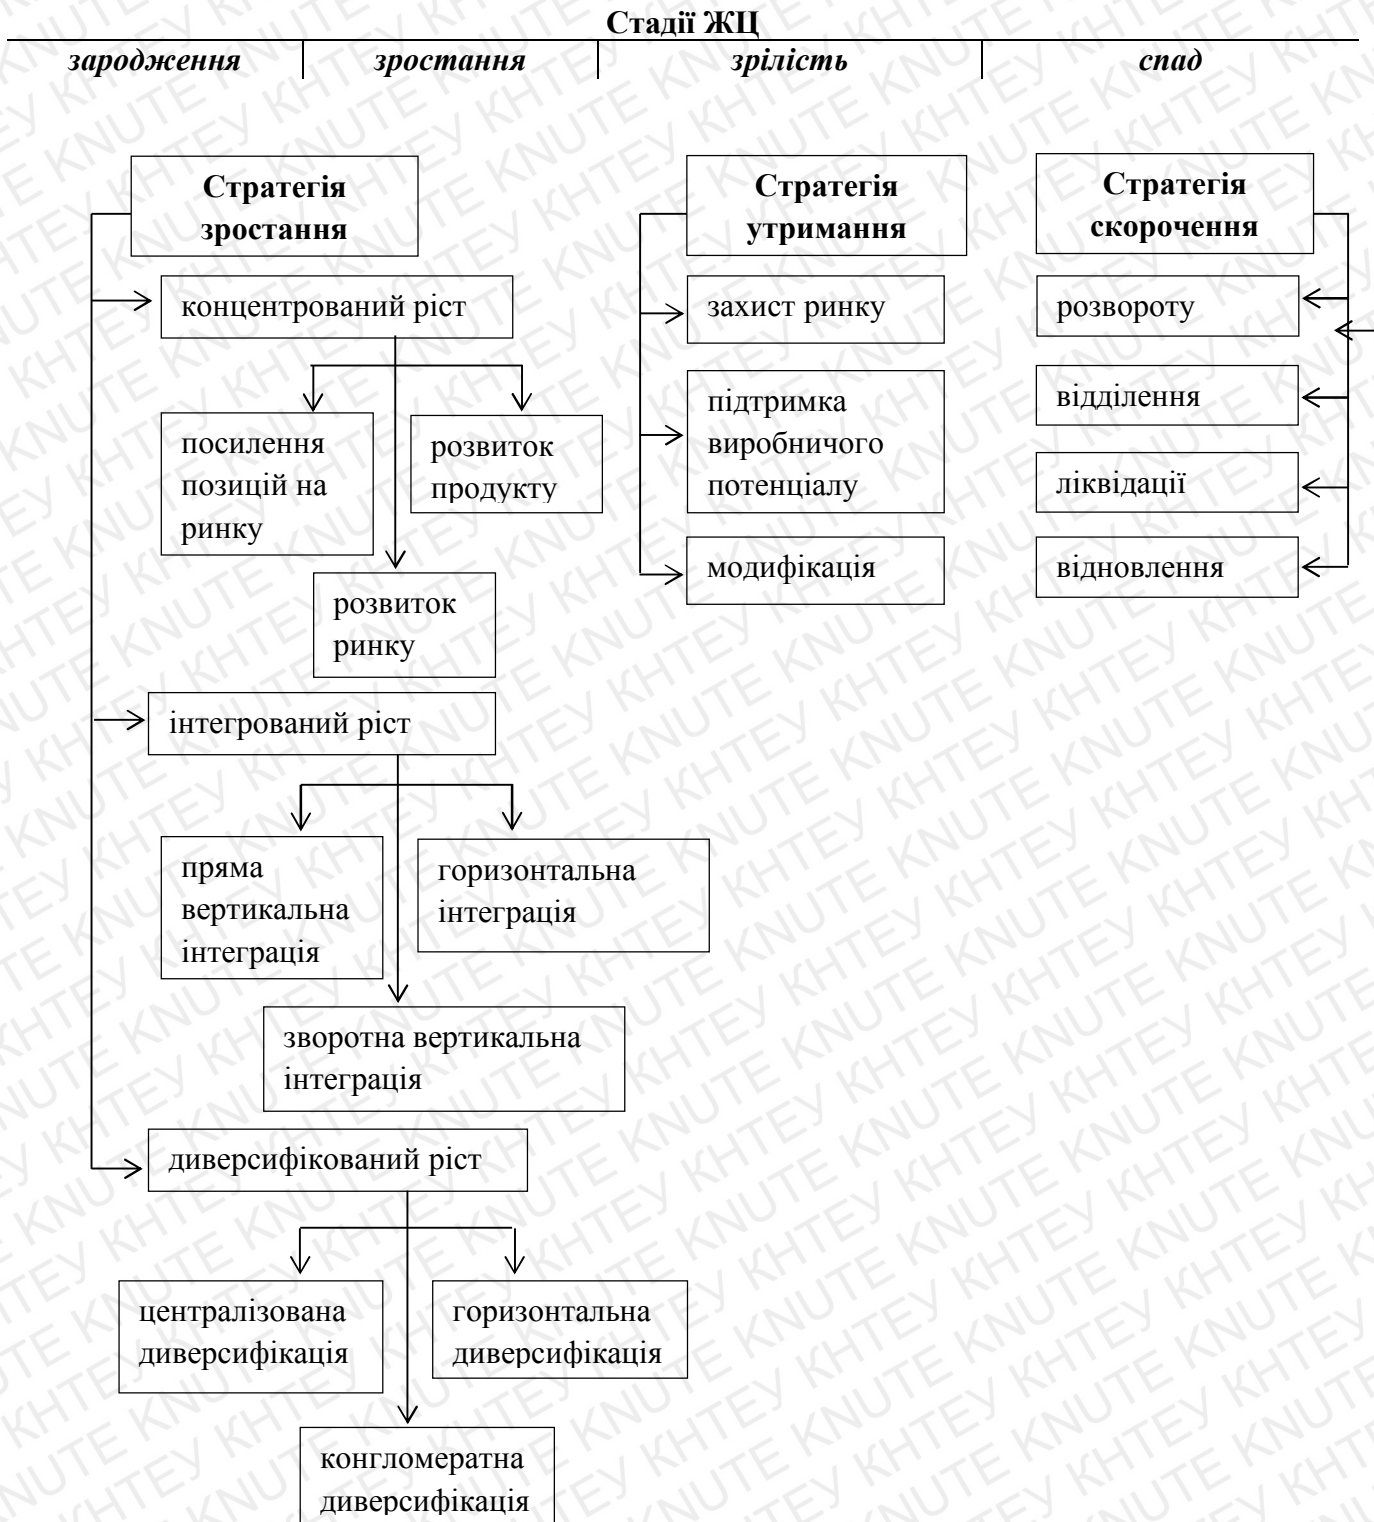 Стадії ЖЦ
зародження зростання зрілість спад
Стратегія
зростання
концентрований ріст
посилення
позицій на
ринку
розвиток
продукту
розвиток
ринку
інтегрований ріст
пряма
вертикальна
інтеграція
горизонтальна
інтеграція
зворотна вертикальна
інтеграція
диверсифікований ріст
централізована
диверсифікація
горизонтальна
диверсифікація
конгломератна
диверсифікація
Стратегія
утримання
захист ринку
підтримка
виробничого
потенціалу
модифікація
Стратегія
скорочення
розвороту
відділення
ліквідації
відновлення